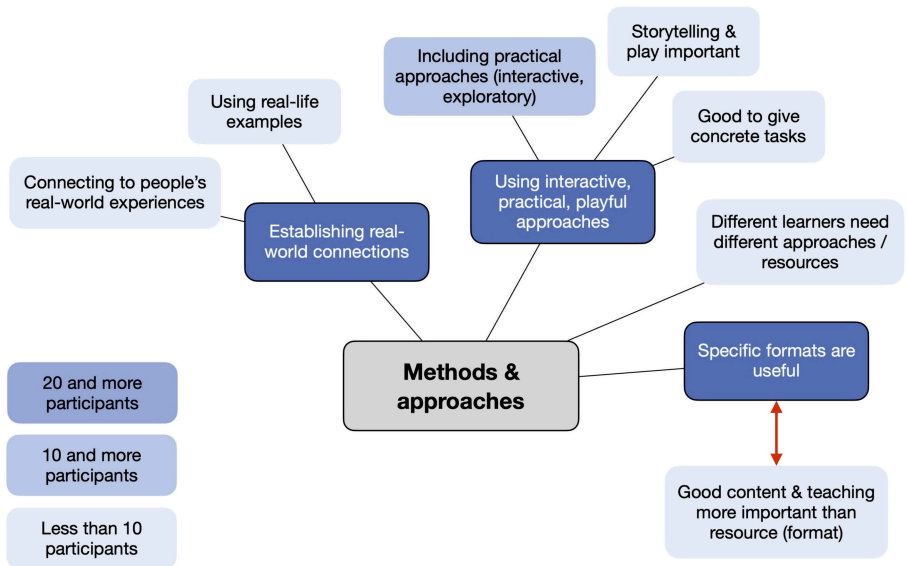 Storytelling &
play important
Including practical
approaches (interactive,
exploratory)
Using real-life
examples
Good to give
concrete tasks
Connecting to people’s
real-world experiences
Using interactive,
practical, playful
approaches
Establishing real-
world connections
Different learners need
different approaches /
resources
Methods &
approaches
Specific formats are
useful
20 and more
participants
10 and more
participants
Less than 10
participants
Good content & teaching
more important than
resource (format)